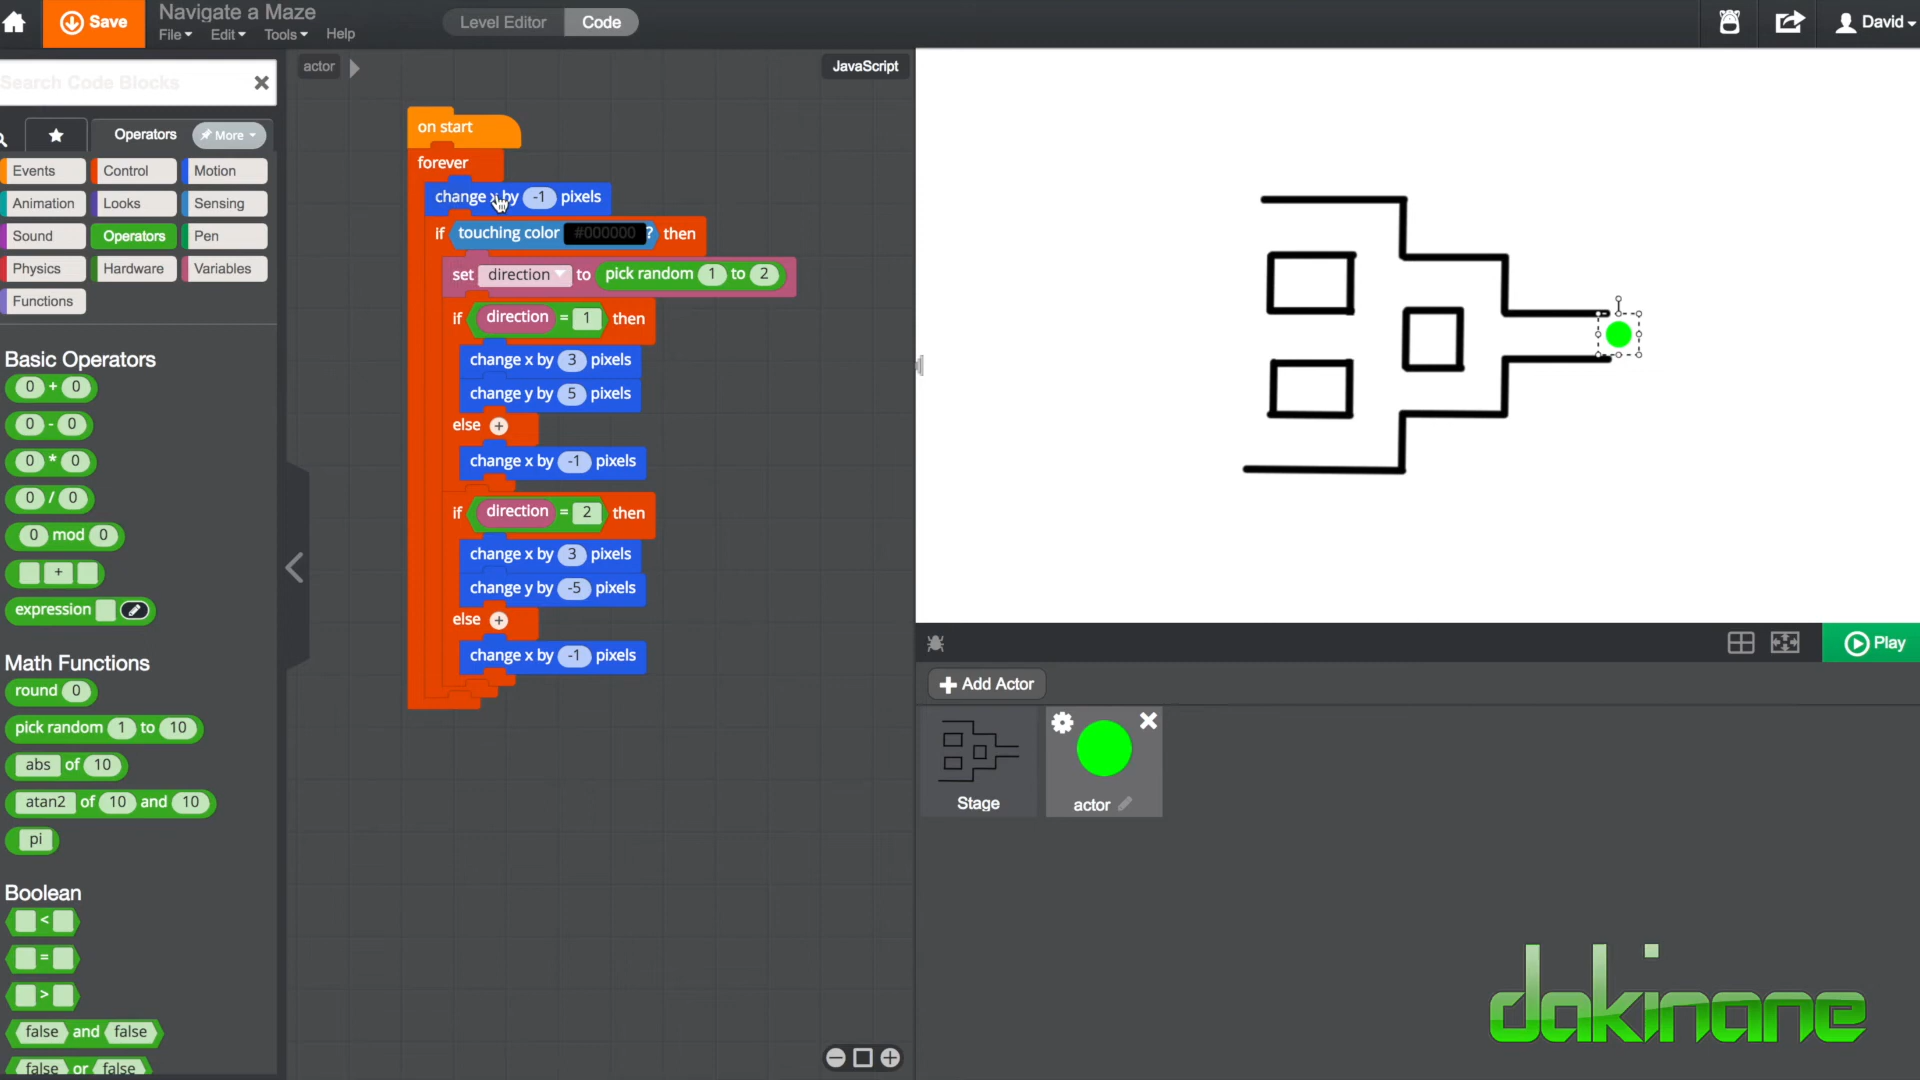 Save
Navigate a Maze
File Edit Tools Help
Level Editor Code
David
Search Code Blocks
Operators More
Events Control Motion
Animation Looks Sensing
Sound Operators Pen
Physics Hardware Variables
Functions
Basic Operators
0 + 0
0 - 0
0 * 0
0 / 0
0 mod 0
+
expression
Math Functions
round 0
pick random 1 to 10
abs of 10
atan2 of 10 and 10
pi
Boolean
<
=
>
false and false
false or false
actor
JavaScript
on start
forever
change x by -1 pixels
if touching color #000000 ? then
set direction to pick random 1 to 2
if direction = 1 then
change x by 3 pixels
change y by 5 pixels
else +
change x by -1 pixels
if direction = 2 then
change x by 3 pixels
change y by -5 pixels
else +
change x by -1 pixels
Play
Add Actor
Stage
actor
dakinane